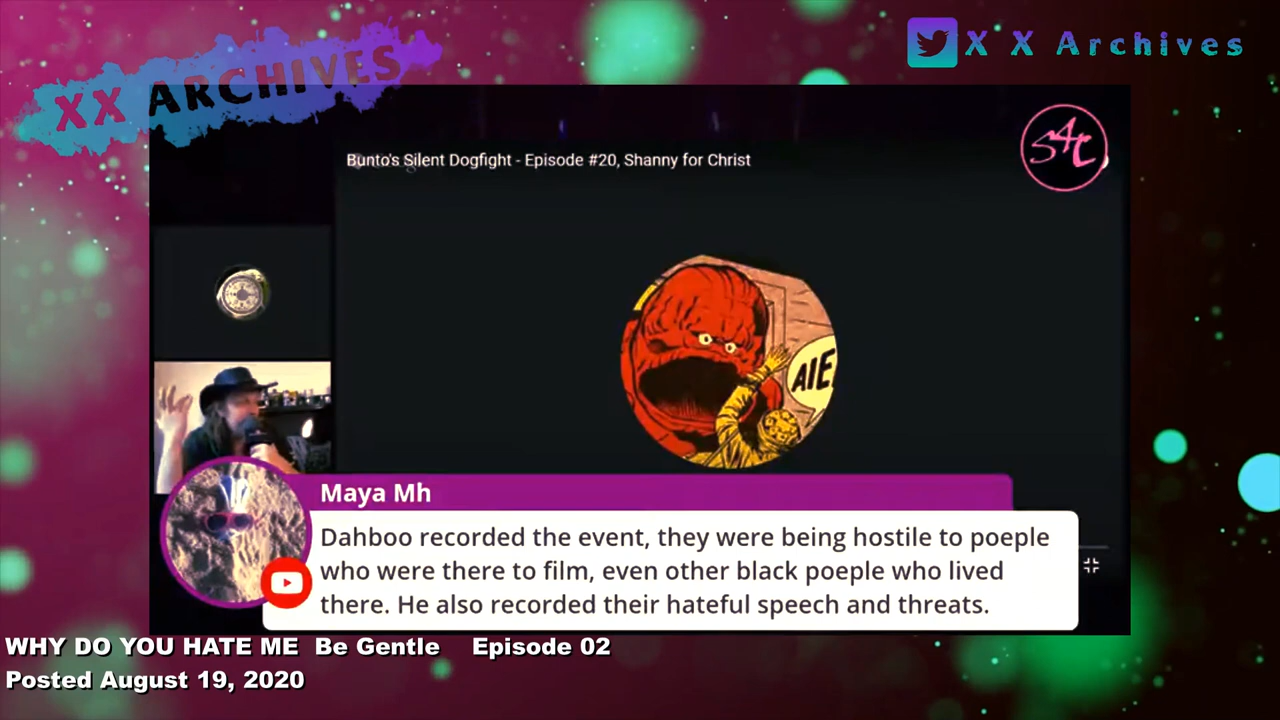 XX ARCHIVES
X X Archives
S4C
Bunto's Silent Dogfight - Episode #20, Shanny for Christ
AIE
Maya Mh
Dahboo recorded the event, they were being hostile to poeple
who were there to film, even other black poeple who lived
there. He also recorded their hateful speech and threats.
WHY DO YOU HATE ME Be Gentle Episode 02
Posted August 19, 2020